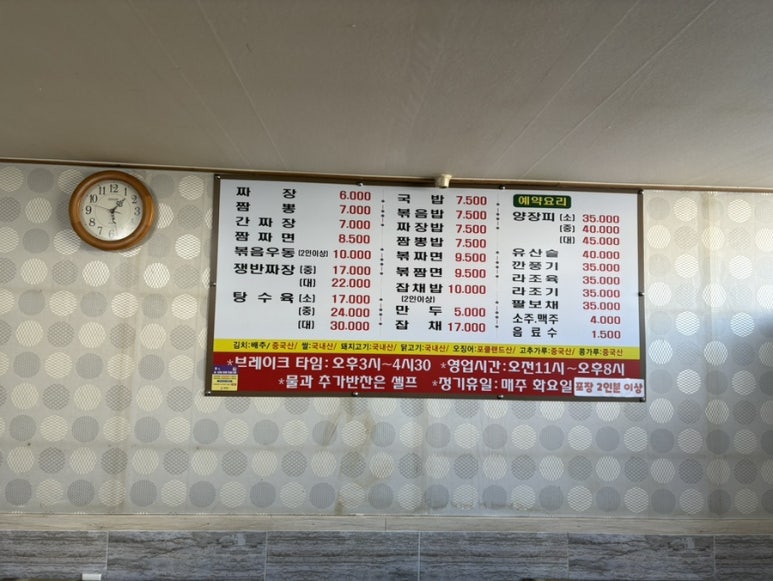 짜 장 6.000
짬 뽕 7.000
간 짜 장 7.000
짬 짜 면 8.500
볶음우동 (2인이상) 10.000
쟁반짜장 (중) 17.000
(대) 22.000
탕 수 육 (소) 17.000
(중) 24.000
(대) 30.000
국 밥 7.500
볶음밥 7.500
짜장밥 7.500
짬뽕밥 7.500
볶짜면 9.500
볶짬면 9.500
잡채밥 10.000
(2인이상)
만 두 5.000
잡 채 17.000
예약요리
양장피 (소) 35.000
(중) 40.000
(대) 45.000
유산슬 40.000
깐풍기 35.000
라조육 35.000
라조기 35.000
팔보채 35.000
소주,맥주 4.000
음료수 1.500
김치:배추/중국산/ 쌀:국내산/ 돼지고기:국내산/ 닭고기:국내산/ 오징어:포클랜드산/ 고추가루:중국산/ 콩가루:중국산
*브레이크 타임:오후3시~4시30 *영업시간:오전11시~오후8시
*물과 추가반찬은 셀프 *정기휴일:매주 화요일 포장 2인분 이상
12
11
10
9
8
7
6
5
4
3
2
1